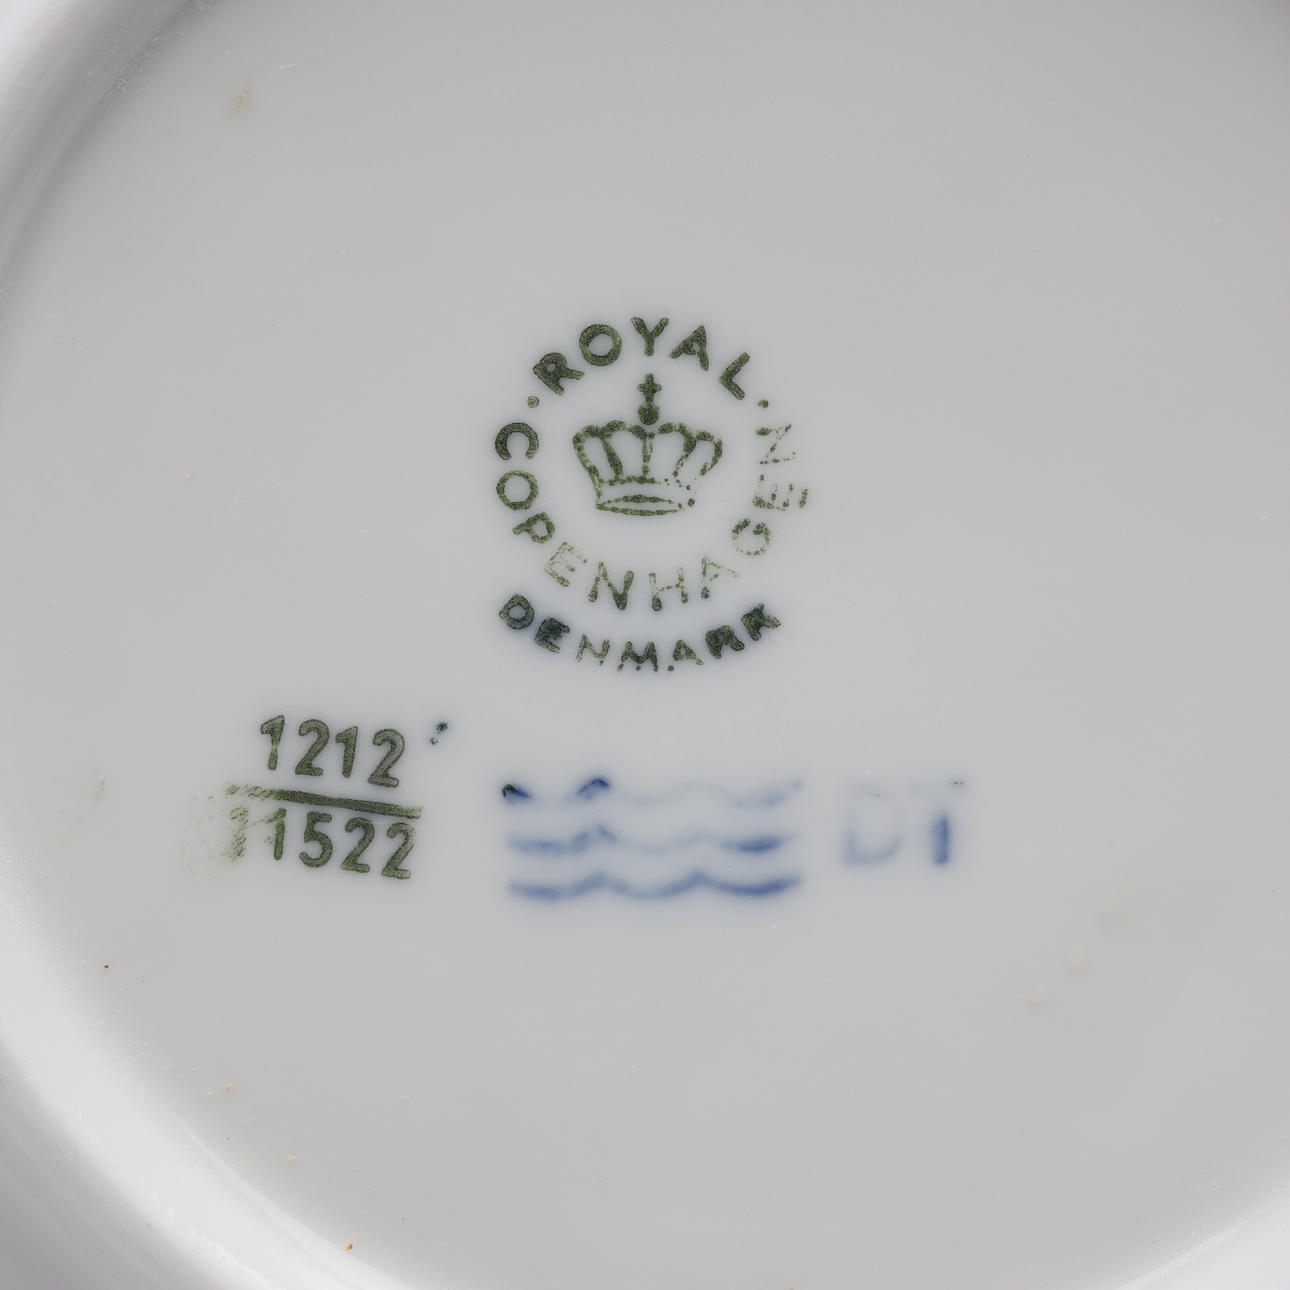 ROYAL
COPENHAGEN
DENMARK
1212
11522
DT